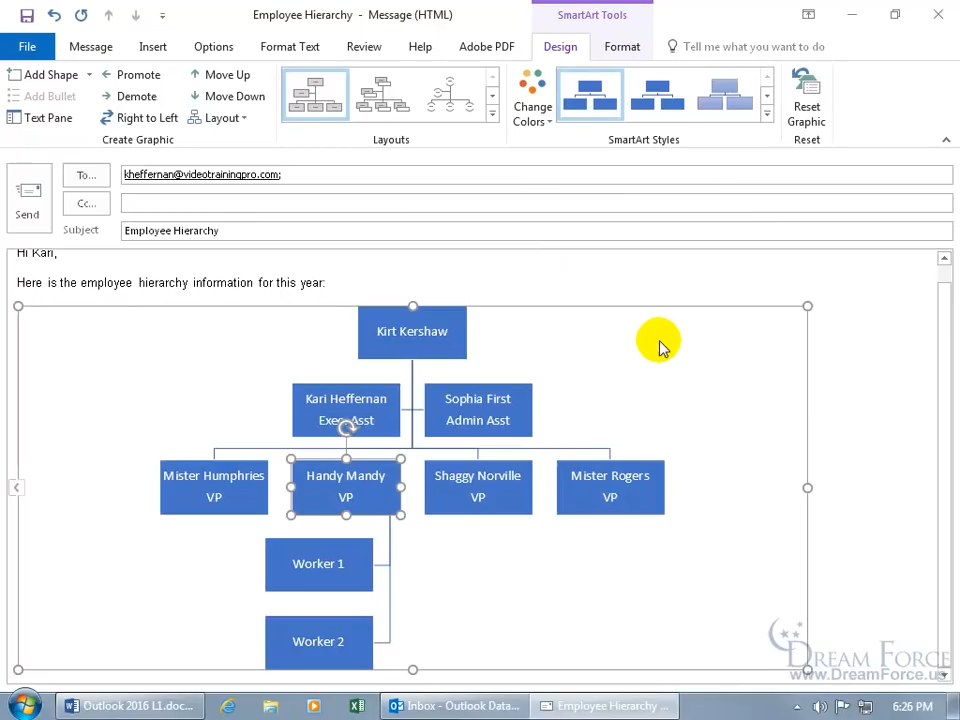 Employee Hierarchy - Message (HTML)
SmartArt Tools
File
Message
Insert
Options
Format Text
Review
Help
Adobe PDF
Design
Format
Tell me what you want to do
Add Shape
Promote
Move Up
Add Bullet
Demote
Move Down
Text Pane
Right to Left
Layout
Create Graphic
Layouts
Change
Colors
SmartArt Styles
Reset
Graphic
Reset
To...
kheffernan@videotrainingpro.com;
Cc...
Send
Subject
Employee Hierarchy
Hi Kari,
Here is the employee hierarchy information for this year:
Kirt Kershaw
Kari Heffernan
Exec Asst
Sophia First
Admin Asst
Mister Humphries
VP
Handy Mandy
VP
Shaggy Norville
VP
Mister Rogers
VP
Worker 1
Worker 2
DREAM FORCE
www.DreamForce.us
Outlook 2016 L1.doc...
Inbox - Outlook Data...
Employee Hierarchy ...
6:26 PM